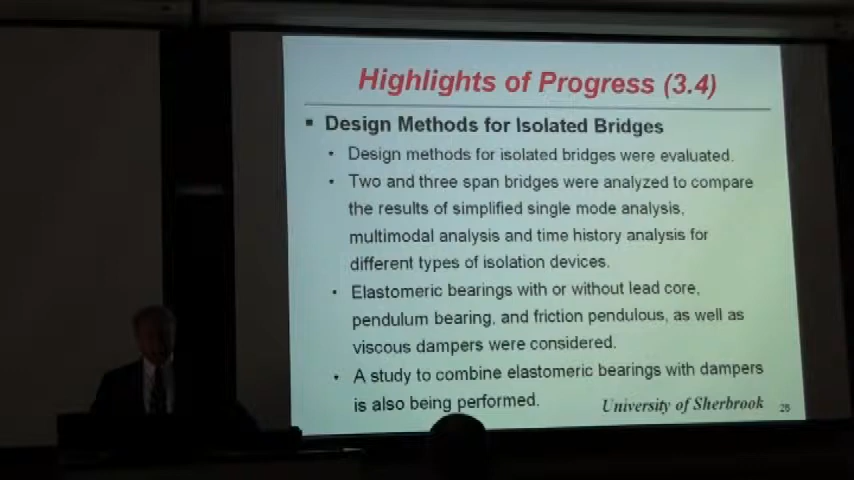 Highlights of Progress (3.4)
▪ Design Methods for Isolated Bridges
• Design methods for isolated bridges were evaluated.
• Two and three span bridges were analyzed to compare
the results of simplified single mode analysis,
multimodal analysis and time history analysis for
different types of isolation devices.
• Elastomeric bearings with or without lead core,
pendulum bearing, and friction pendulous, as well as
viscous dampers were considered.
• A study to combine elastomeric bearings with dampers
is also being performed.
University of Sherbrook 26